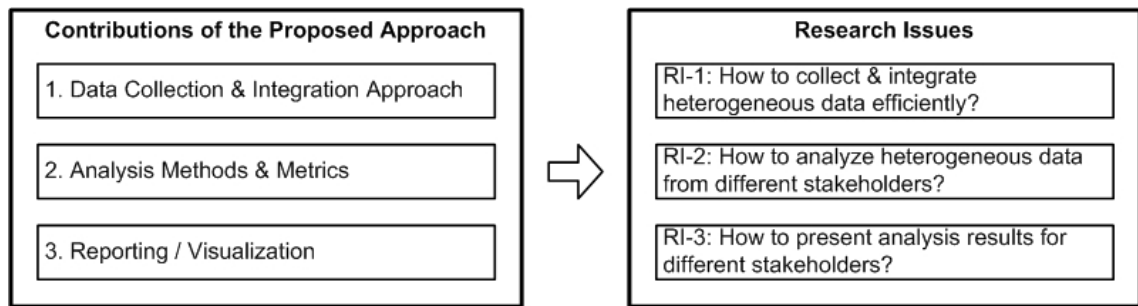 Contributions of the Proposed Approach
1. Data Collection & Integration Approach
2. Analysis Methods & Metrics
3. Reporting / Visualization
Research Issues
RI-1: How to collect & integrate
heterogeneous data efficiently?
RI-2: How to analyze heterogeneous data
from different stakeholders?
RI-3: How to present analysis results for
different stakeholders?